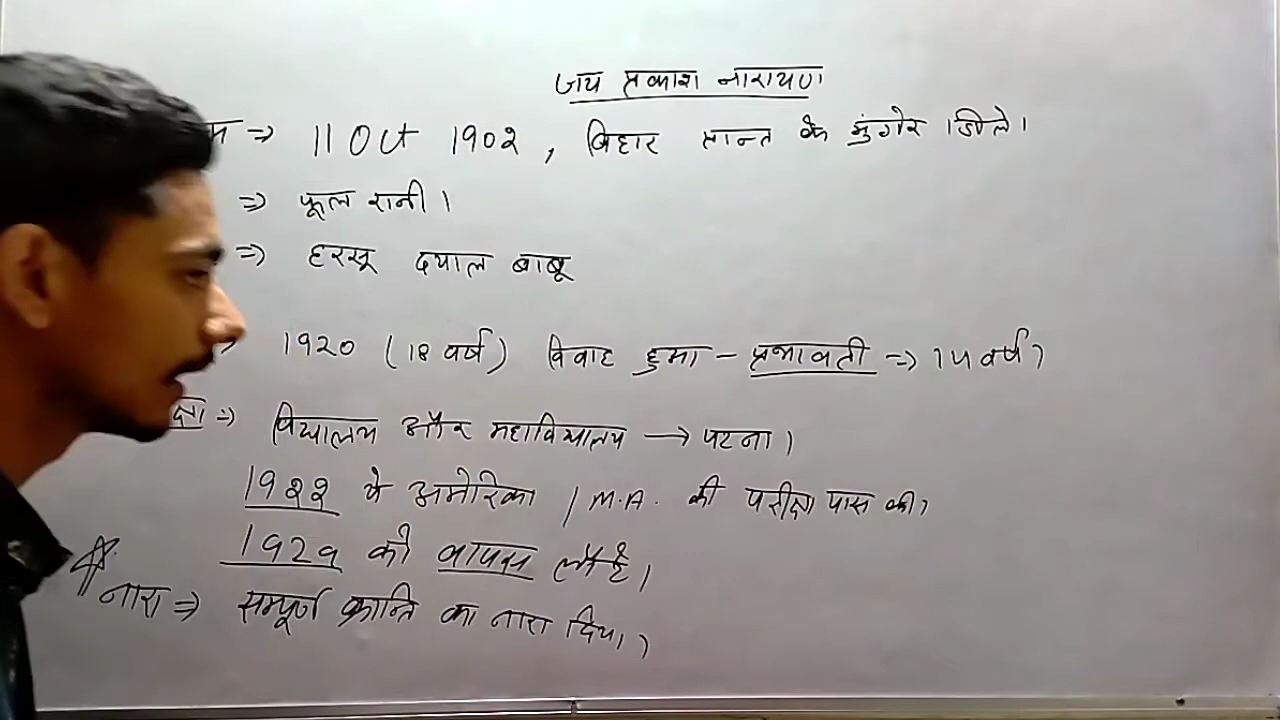 जय प्रकाश नारायण
म ⇒ 11 Oct 1902, बिहार प्रान्त के मुंगेर जिले।
⇒ फूल रानी।
⇒ हरसू दयाल बाबू
1920 (18 वर्ष) विवाह हुआ - प्रभावती ⇒ 14 वर्ष
क्षा ⇒ विद्यालय और महाविद्यालय → पटना।
1922 मे अमेरिका / M.A. की परीक्षा पास की।
1929 को वापस लौटे।
नारा ⇒ सम्पूर्ण क्रान्ति का नारा दिया।